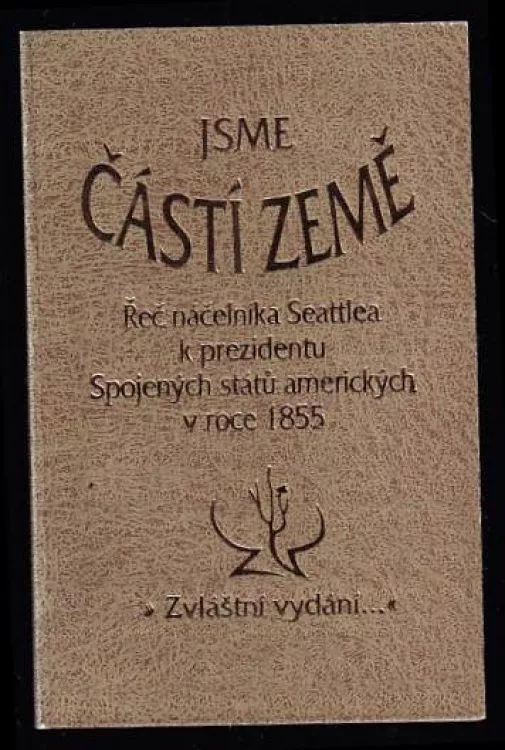 JSME
ČÁSTÍ ZEMĚ
Řeč náčelníka Seattlea
k prezidentu
Spojených států amerických
v roce 1855
» Zvláštní vydání...«